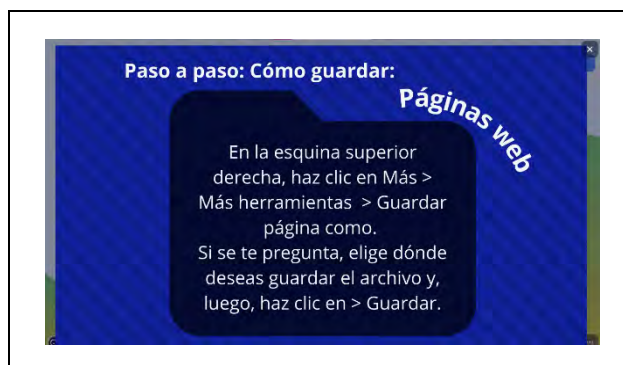 Paso a paso: Cómo guardar:
Páginas web
En la esquina superior
derecha, haz clic en Más >
Más herramientas > Guardar
página como.
Si se te pregunta, elige dónde
deseas guardar el archivo y,
luego, haz clic en > Guardar.